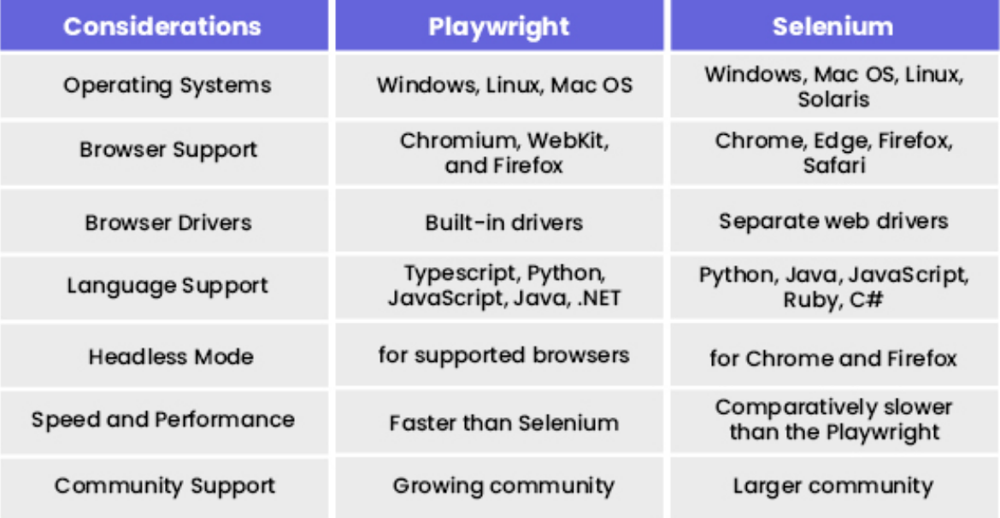 Considerations Playwright Selenium
Operating Systems Windows, Linux, Mac OS Windows, Mac OS, Linux,
Solaris
Browser Support Chromium, WebKit, Chrome, Edge, Firefox,
and Firefox Safari
Browser Drivers Built-in drivers Separate web drivers
Language Support Typescript, Python, Python, Java, JavaScript,
JavaScript, Java, .NET Ruby, C#
Headless Mode for supported browsers for Chrome and Firefox
Speed and Performance Faster than Selenium Comparatively slower
than the Playwright
Community Support Growing community Larger community